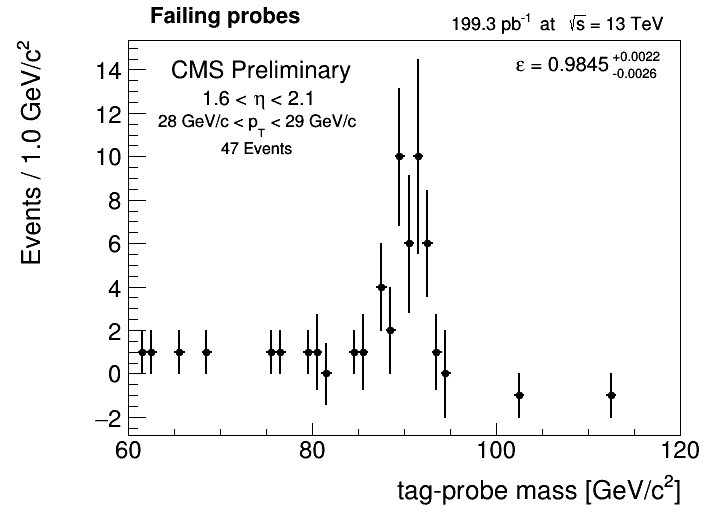 Failing probes
199.3 pb⁻¹ at √s = 13 TeV
CMS Preliminary
1.6 < η < 2.1
28 GeV/c < p_T < 29 GeV/c
47 Events
ε = 0.9845 +0.0022 -0.0026
Events / 1.0 GeV/c²
14
12
10
8
6
4
2
0
−2
60 80 100 120
tag-probe mass [GeV/c²]